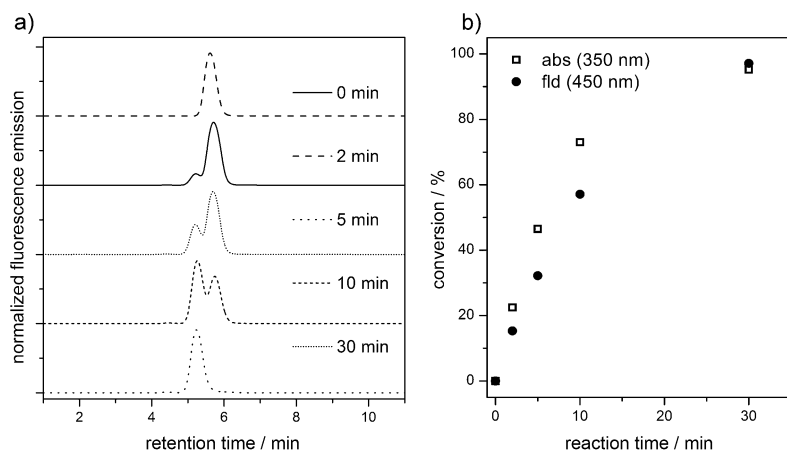 a)
normalized fluorescence emission
0 min
2 min
5 min
10 min
30 min
2 4 6 8 10
retention time / min
b)
abs (350 nm)
fld (450 nm)
conversion / %
100
80
60
40
20
0
0 10 20 30
reaction time / min